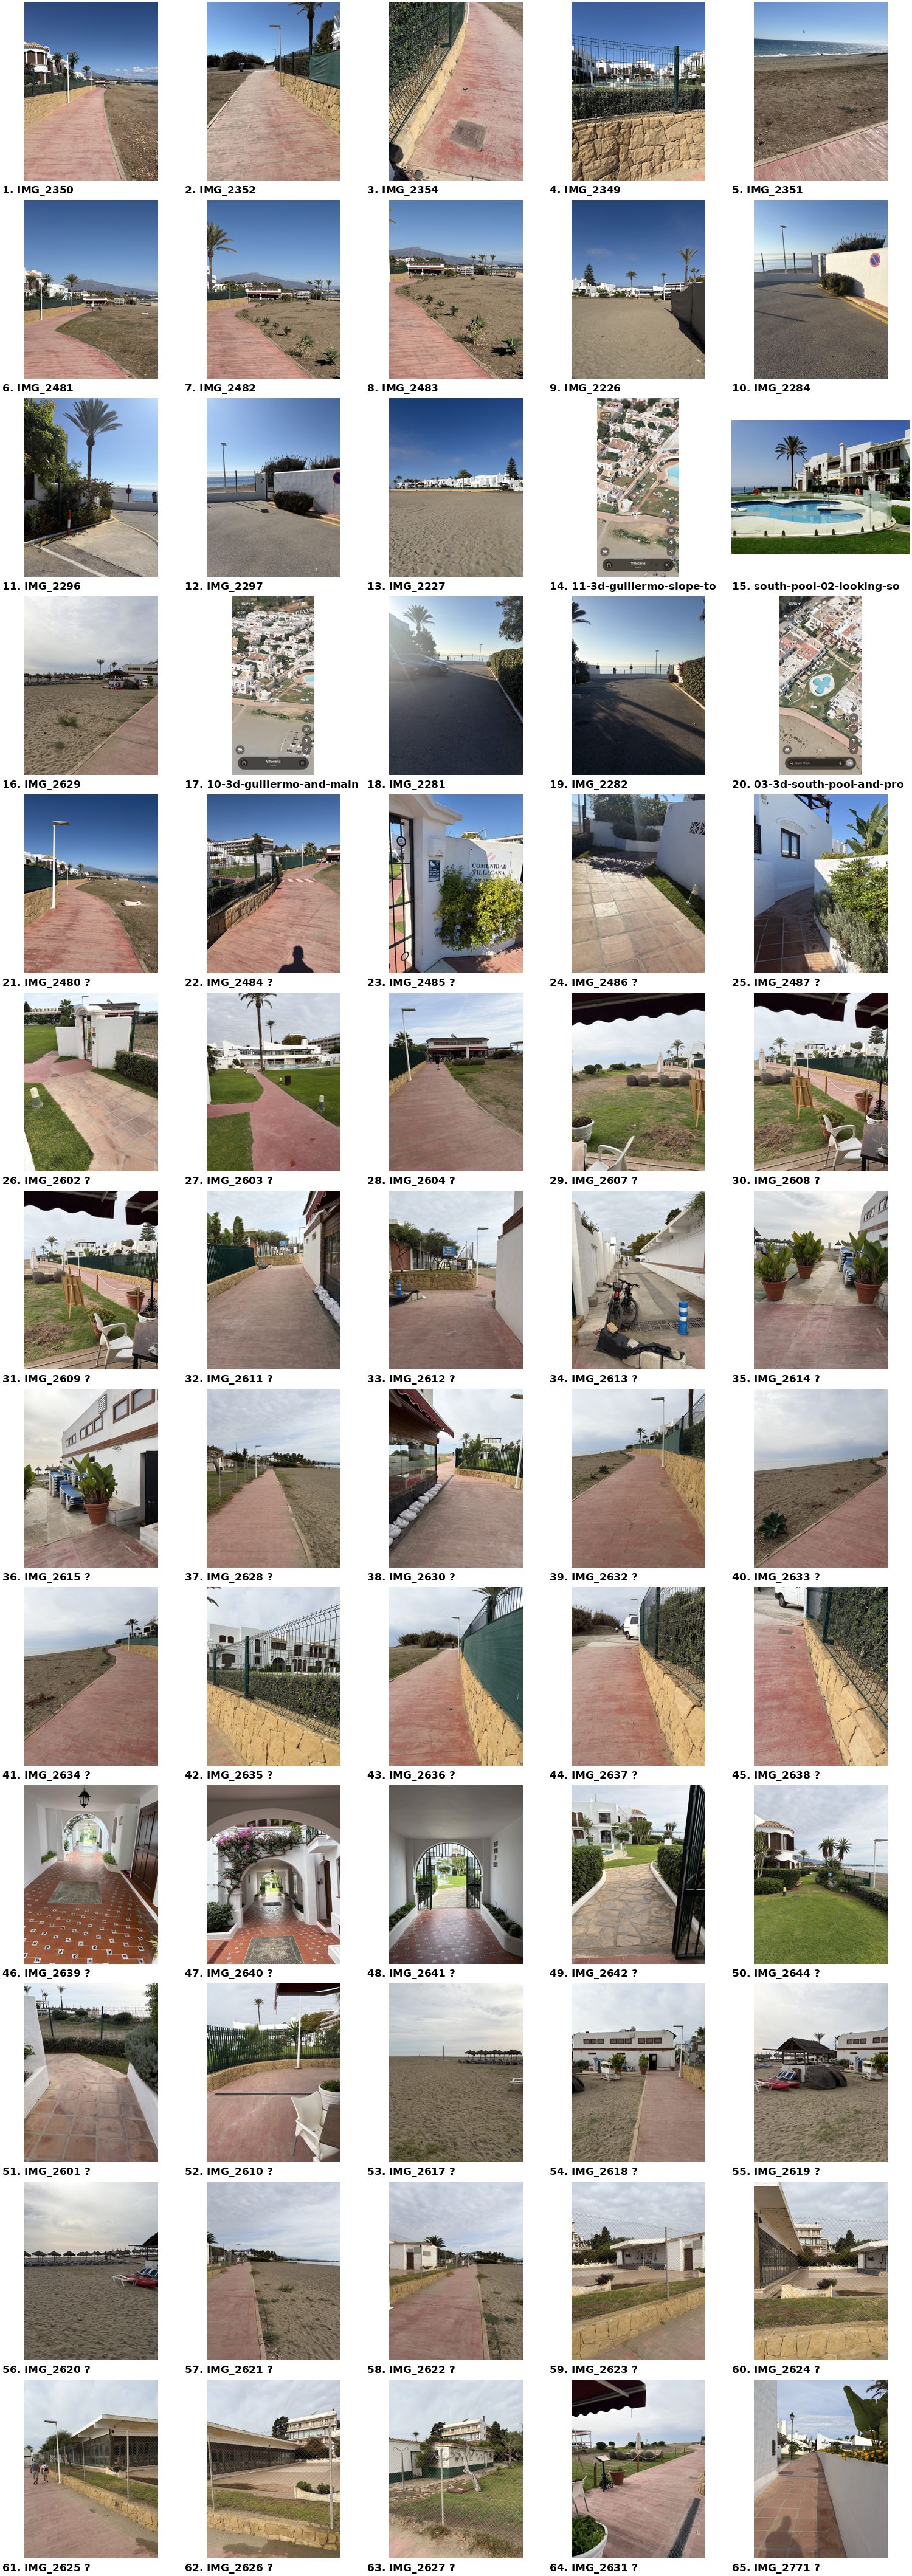 1. IMG_2350
2. IMG_2352
3. IMG_2354
4. IMG_2349
5. IMG_2351
6. IMG_2481
7. IMG_2482
8. IMG_2483
9. IMG_2226
10. IMG_2284
11. IMG_2296
12. IMG_2297
13. IMG_2227
Villacana
14. 11-3d-guillermo-slope-to
15. south-pool-02-looking-so
16. IMG_2629
Villacana
17. 10-3d-guillermo-and-main
18. IMG_2281
19. IMG_2282
20. 03-3d-south-pool-and-pro
21. IMG_2480 ?
22. IMG_2484 ?
COMUNIDAD
VILLACANA
23. IMG_2485 ?
24. IMG_2486 ?
25. IMG_2487 ?
26. IMG_2602 ?
27. IMG_2603 ?
28. IMG_2604 ?
29. IMG_2607 ?
30. IMG_2608 ?
31. IMG_2609 ?
32. IMG_2611 ?
33. IMG_2612 ?
34. IMG_2613 ?
35. IMG_2614 ?
36. IMG_2615 ?
37. IMG_2628 ?
38. IMG_2630 ?
39. IMG_2632 ?
40. IMG_2633 ?
41. IMG_2634 ?
42. IMG_2635 ?
43. IMG_2636 ?
44. IMG_2637 ?
45. IMG_2638 ?
46. IMG_2639 ?
47. IMG_2640 ?
48. IMG_2641 ?
49. IMG_2642 ?
50. IMG_2644 ?
51. IMG_2601 ?
52. IMG_2610 ?
53. IMG_2617 ?
54. IMG_2618 ?
55. IMG_2619 ?
56. IMG_2620 ?
57. IMG_2621 ?
58. IMG_2622 ?
59. IMG_2623 ?
60. IMG_2624 ?
61. IMG_2625 ?
62. IMG_2626 ?
63. IMG_2627 ?
64. IMG_2631 ?
65. IMG_2771 ?